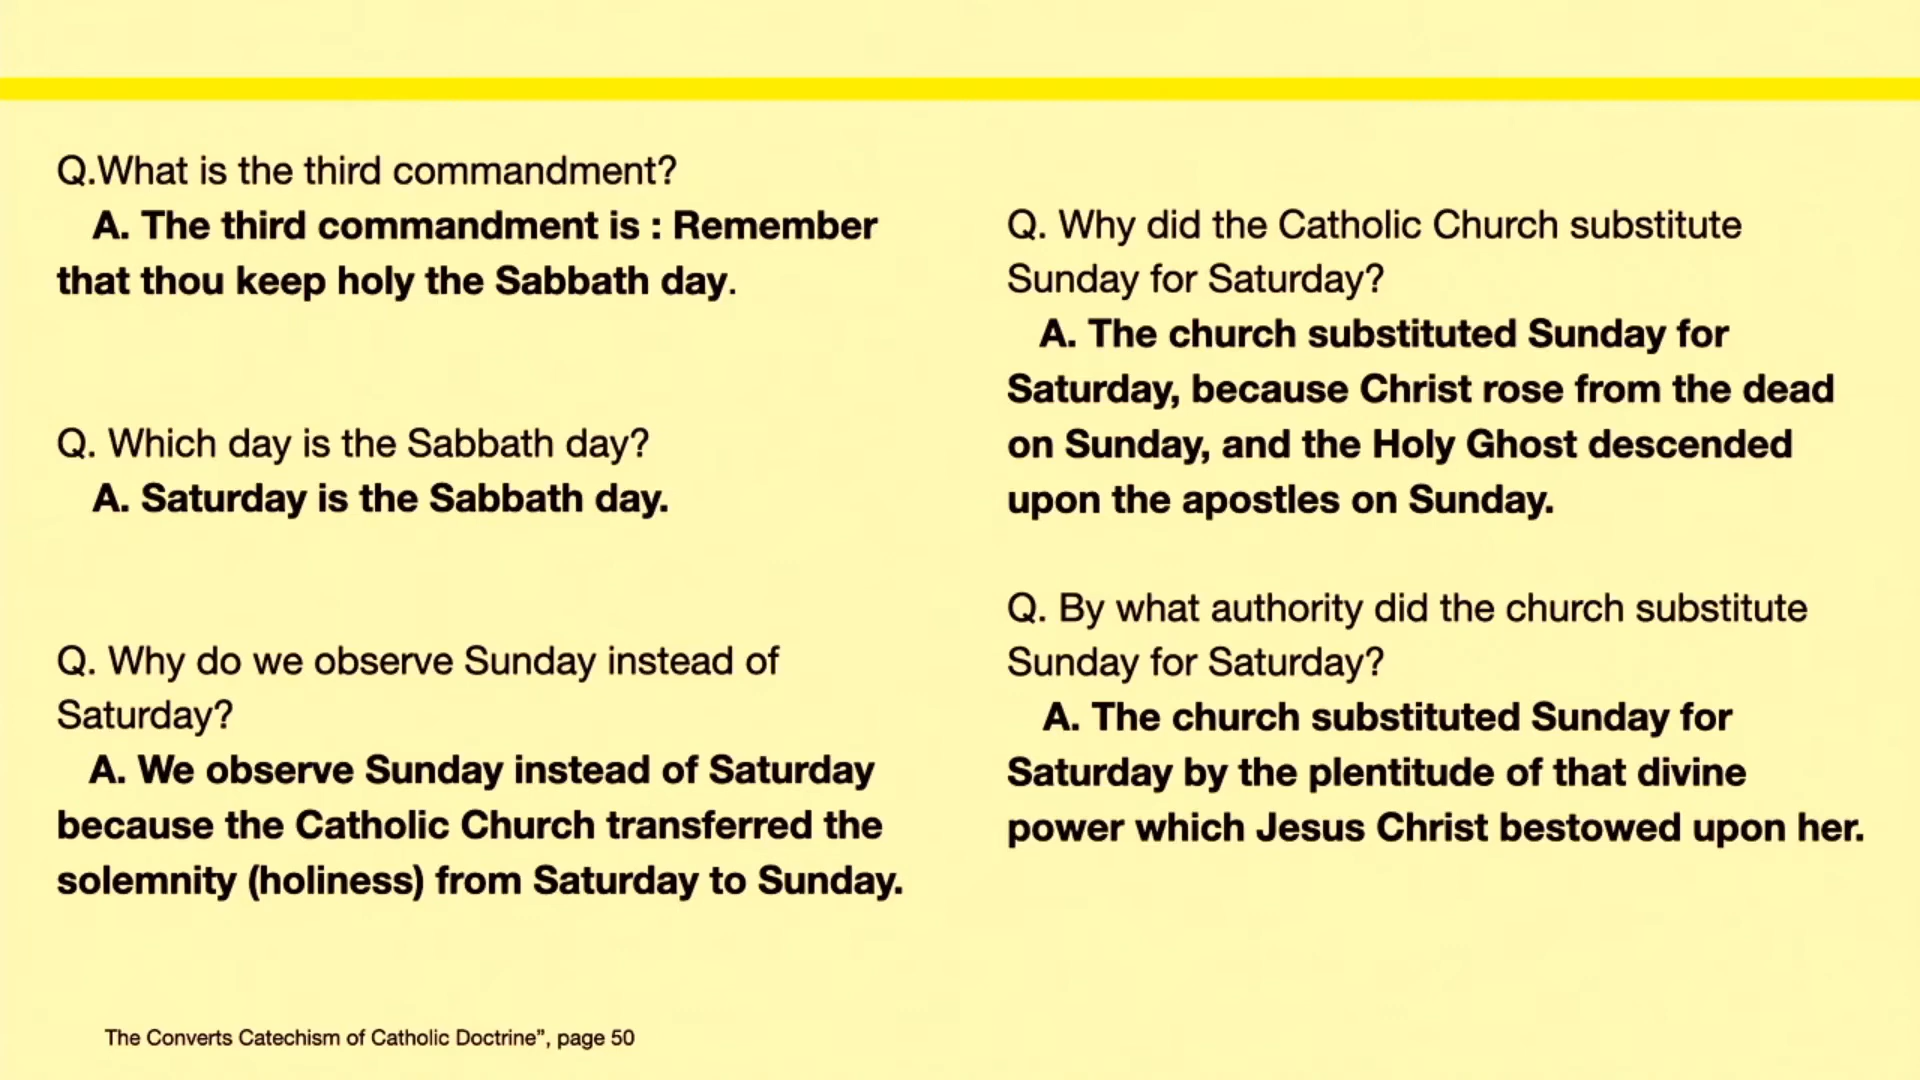 Q.What is the third commandment?
A. The third commandment is : Remember
that thou keep holy the Sabbath day.
Q. Which day is the Sabbath day?
A. Saturday is the Sabbath day.
Q. Why do we observe Sunday instead of
Saturday?
A. We observe Sunday instead of Saturday
because the Catholic Church transferred the
solemnity (holiness) from Saturday to Sunday.
Q. Why did the Catholic Church substitute
Sunday for Saturday?
A. The church substituted Sunday for
Saturday, because Christ rose from the dead
on Sunday, and the Holy Ghost descended
upon the apostles on Sunday.
Q. By what authority did the church substitute
Sunday for Saturday?
A. The church substituted Sunday for
Saturday by the plentitude of that divine
power which Jesus Christ bestowed upon her.
The Converts Catechism of Catholic Doctrine”, page 50